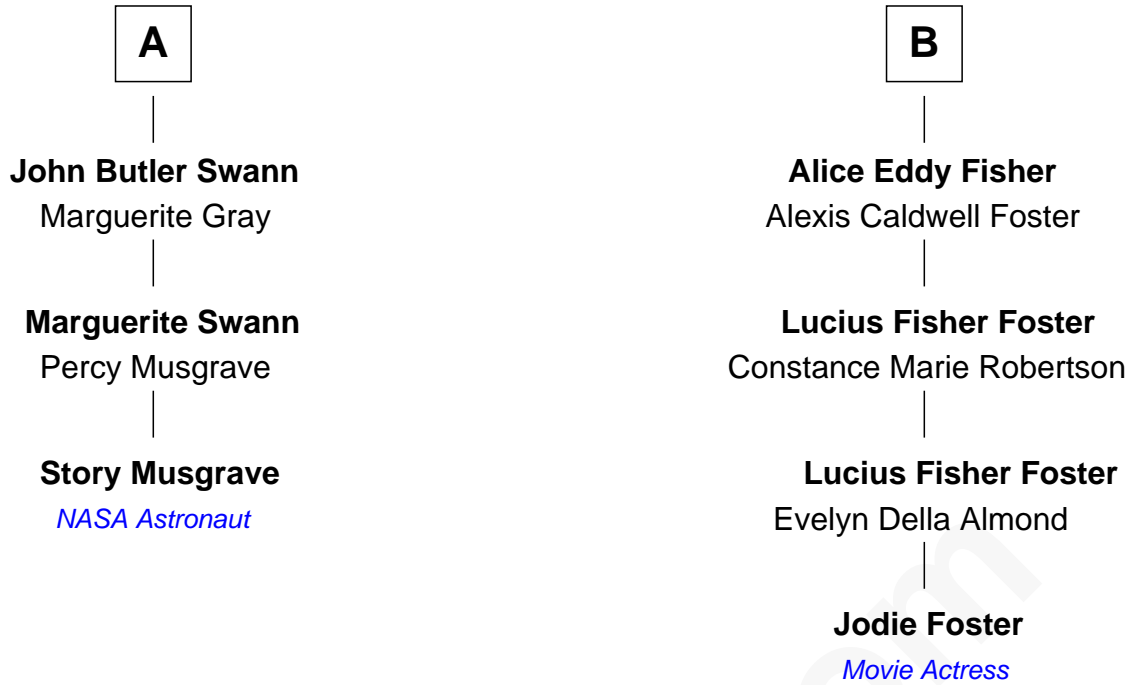 A
John Butler Swann
Marguerite Gray
Marguerite Swann
Percy Musgrave
Story Musgrave
NASA Astronaut
B
Alice Eddy Fisher
Alexis Caldwell Foster
Lucius Fisher Foster
Constance Marie Robertson
Lucius Fisher Foster
Evelyn Della Almond
Jodie Foster
Movie Actress